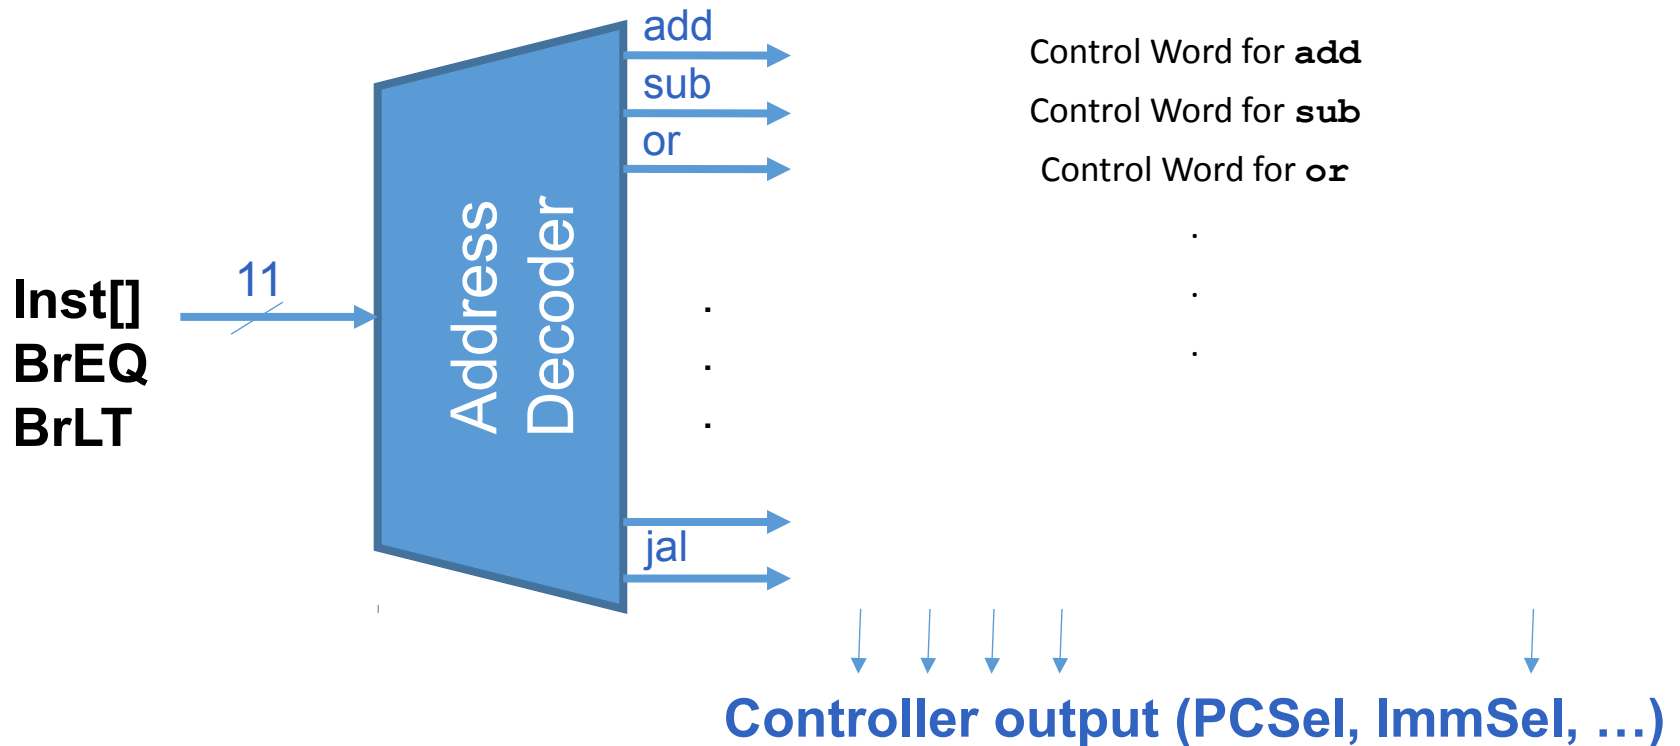 add
Control Word for add
sub
Control Word for sub
or
Control Word for or
Address
Decoder
11
Inst[]
BrEQ
BrLT
.
.
.
.
.
.
jal
Controller output (PCSel, ImmSel, …)